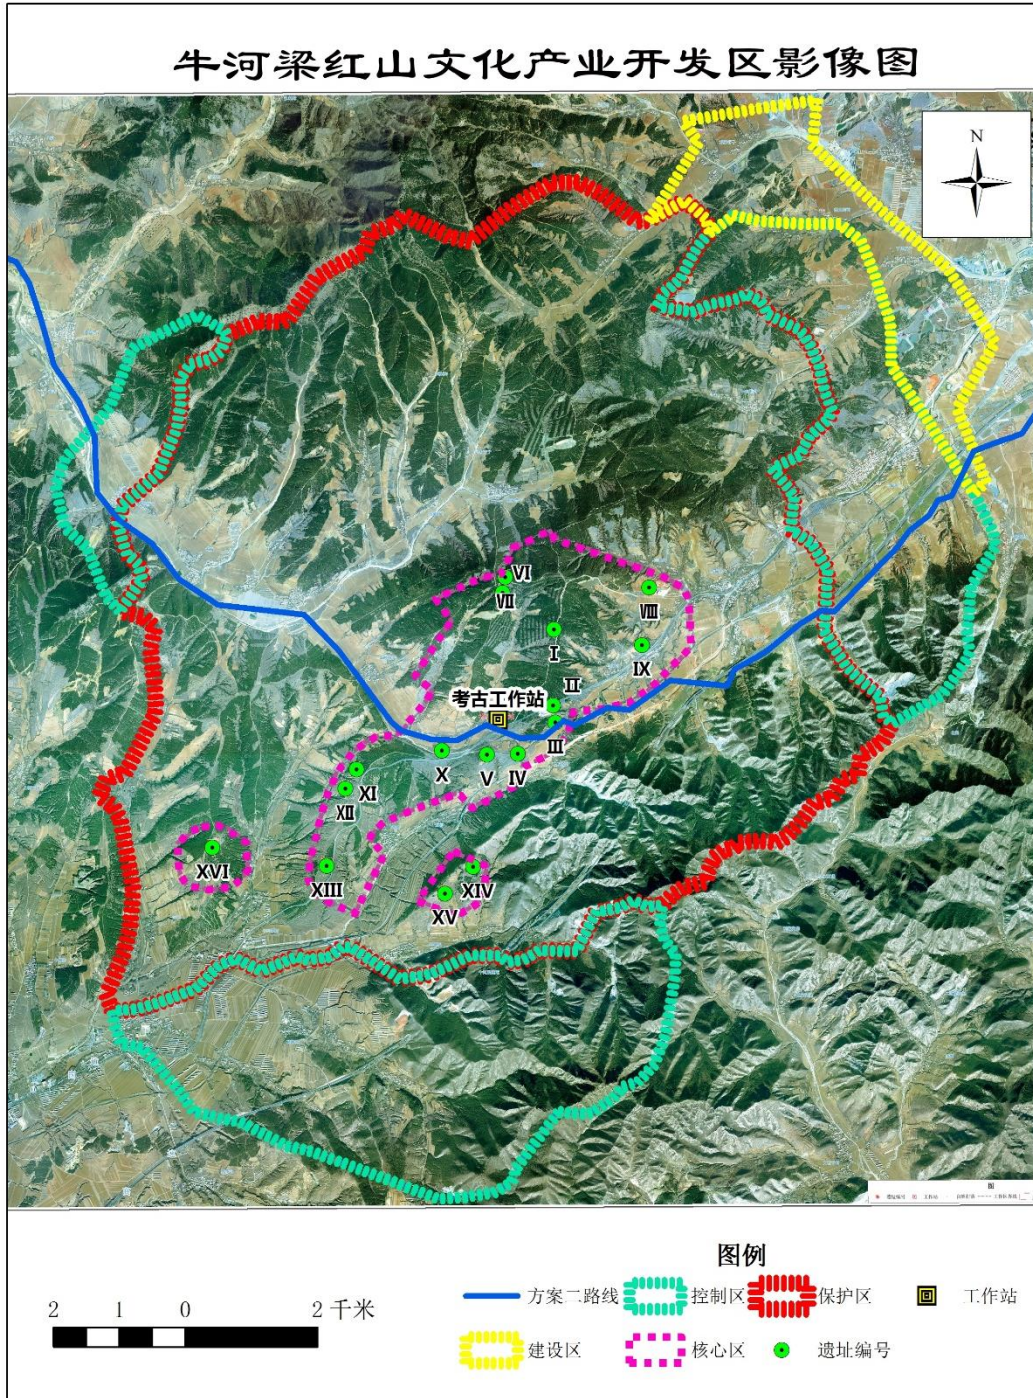 牛河梁红山文化产业开发区影像图
N
VI
VII
VIII
I
IX
II
考古工作站
III
X
V
IV
XI
XII
XVI
XIII
XIV
XV
图
图例
2 1 0 2 千米
方案二路线
控制区
保护区
工作站
建设区
核心区
遗址编号